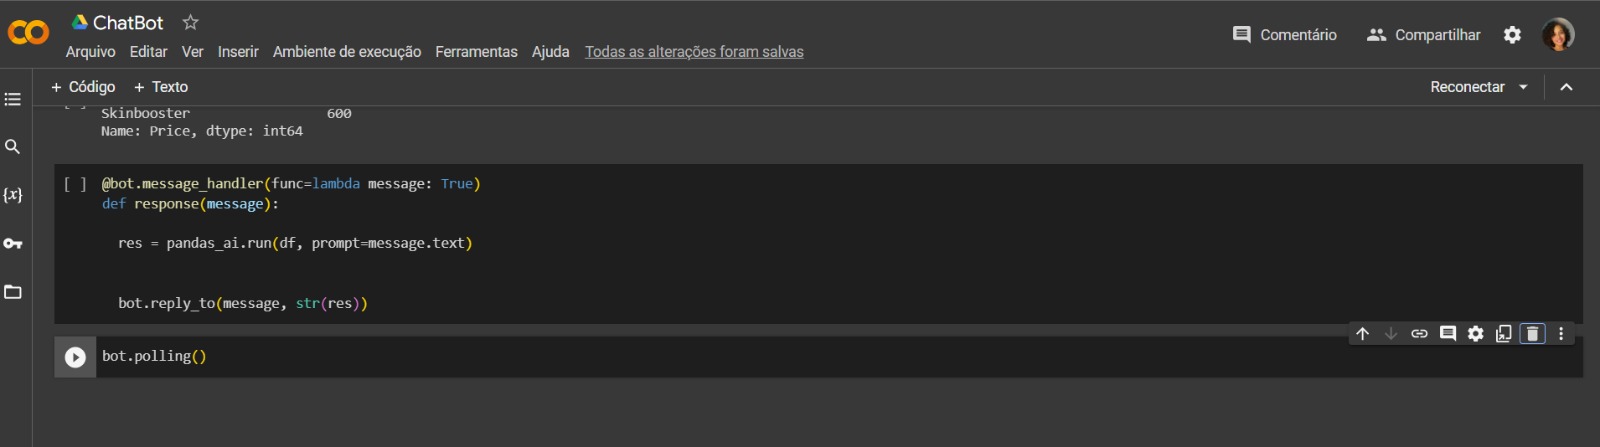 ChatBot
Arquivo Editar Ver Inserir Ambiente de execução Ferramentas Ajuda Todas as alterações foram salvas
Comentário Compartilhar
+ Código + Texto
Reconectar
Skinbooster 600
Name: Price, dtype: int64
[ ] @bot.message_handler(func=lambda message: True)
def response(message):
res = pandas_ai.run(df, prompt=message.text)
bot.reply_to(message, str(res))
bot.polling()
{x}